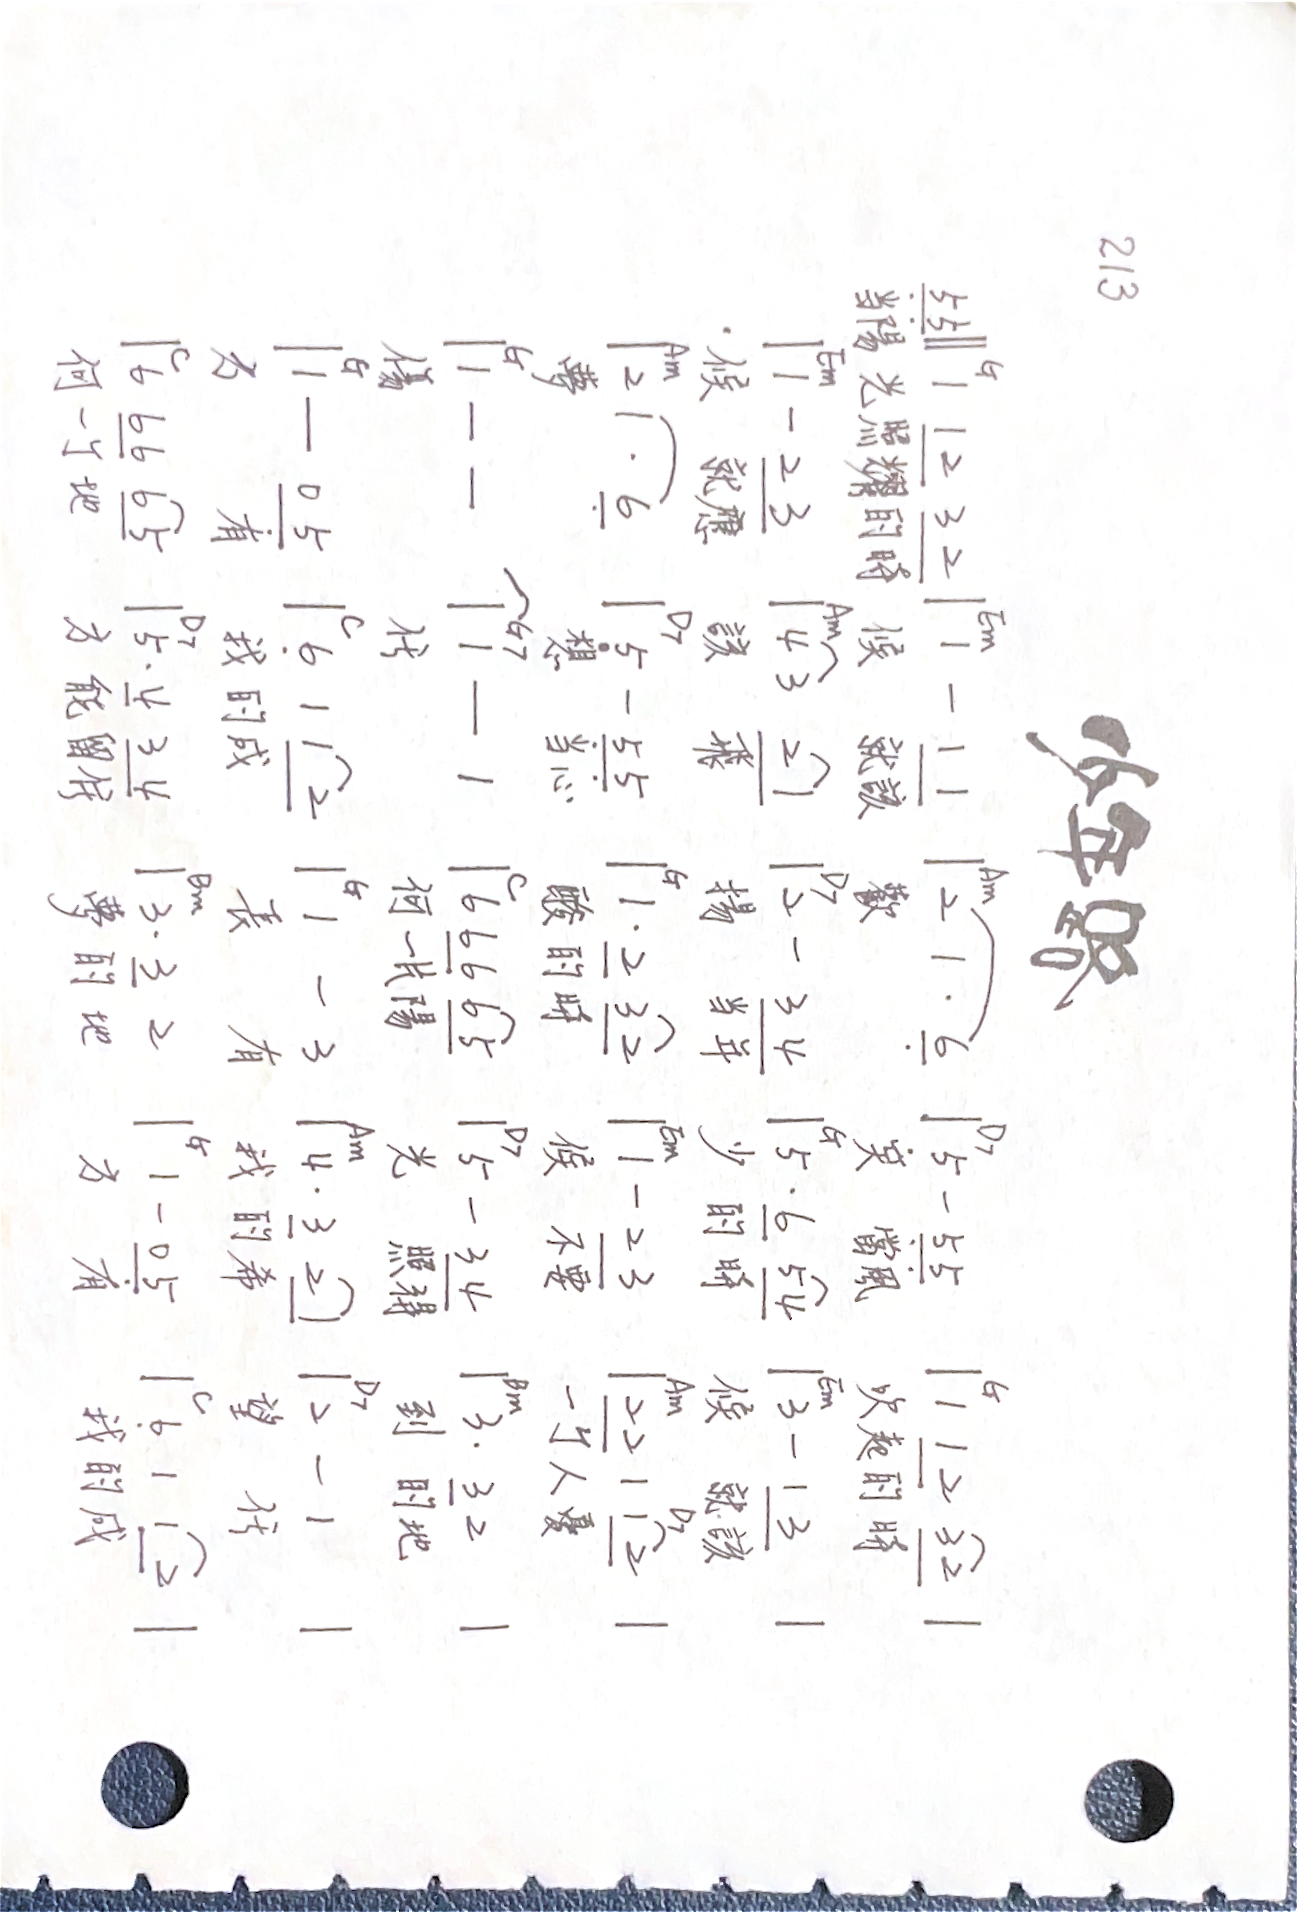 213
少年路
G Em Am D7 G
55‖1 12 32|1 - 11|2 1·6|5 - 55|1 12 32|
当陽光照耀的時候 就該歡 笑 當風吹起的時
Em Am D7 G Em
|1 - 23|43 21|2 - 34|5·6 54|3 - 13|
候 就應該 飛揚 当年少的時候 就該
Am D7 G Em Am D7
|2 1·6|5 - 55|1·2 32|1 - 23|22 1 12|
夢 想 当心酸的時候 不要一个人憂
G G7 C D7 Bm
|1 — —|1 — 1|6 66 65|5 - 34|3·32|
傷 任何一片陽光 照得到的地
G C G Am D7
|1 — 05|6 1 12|1 - 3|4·3 21|2 - 1|
方 有我的成長 有我的希望 任
C D7 Bm G C
|6 66 65|5·4 34|3·3 2|1 - 05|6 1 12|
何一个地方能留住夢的地方 有我的成